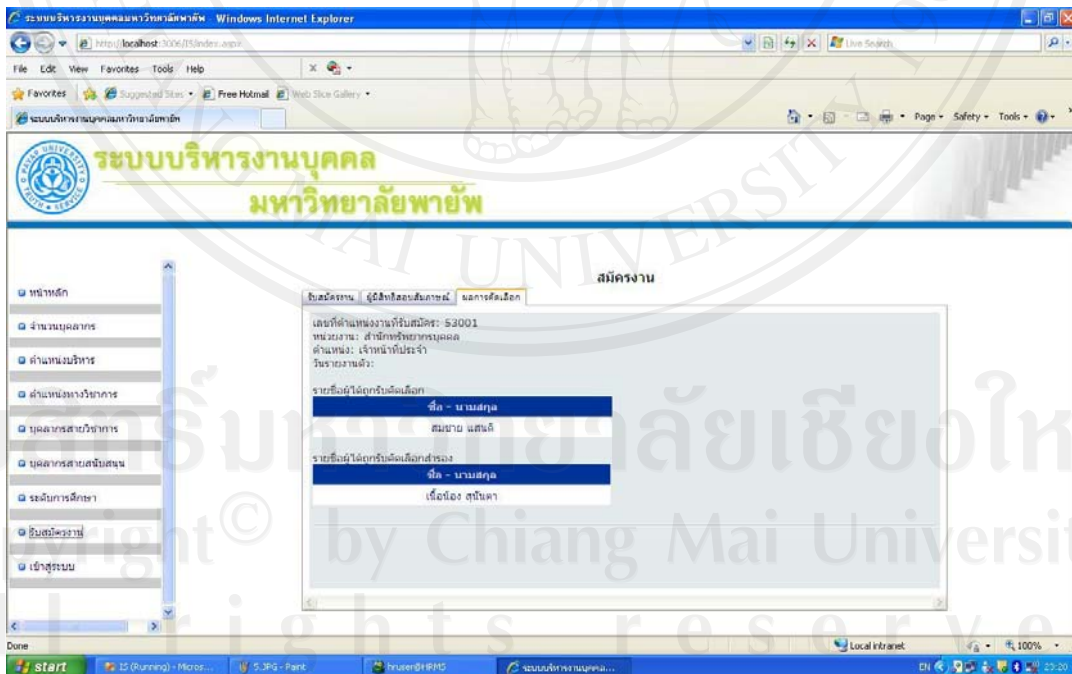 ระบบบริหารงานบุคคลมหาวิทยาลัยพายัพ - Windows Internet Explorer
http://localhost:3006/IS/index.aspx
Live Search
File Edit View Favorites Tools Help
Favorites Suggested Sites Free Hotmail Web Slice Gallery
ระบบบริหารงานบุคคลมหาวิทยาลัยพายัพ
Page Safety Tools
PAYAP UNIVERSITY
TRUTH SERVICE
ระบบบริหารงานบุคคล
มหาวิทยาลัยพายัพ
สมัครงาน
หน้าหลัก
จำนวนบุคลากร
ตำแหน่งบริหาร
ตำแหน่งทางวิชาการ
บุคลากรสายวิชาการ
บุคลากรสายสนับสนุน
ระดับการศึกษา
รับสมัครงาน
เข้าสู่ระบบ
รับสมัครงาน ผู้มีสิทธิสอบสัมภาษณ์ ผลการคัดเลือก
เลขที่ตำแหน่งงานที่รับสมัคร: 53001
หน่วยงาน: สำนักทรัพยากรบุคคล
ตำแหน่ง: เจ้าหน้าที่ประจำ
วันรายงานตัว:
รายชื่อผู้ได้ถูกรับคัดเลือก
ชื่อ - นามสกุล
สมชาย แสนดี
รายชื่อผู้ได้ถูกรับคัดเลือกสำรอง
ชื่อ - นามสกุล
เนื้อน้อง สุนันตา
Done
Local intranet
100%
start
IS (Running) - Micros...
5.JPG - Paint
hruser@HRMS
ระบบบริหารงานบุคคล...
EN
23:20
MAI UNIVERSITY
ลิขสิทธิ์มหาวิทยาลัยเชียงให
Copyright© by Chiang Mai Universit
l rights reserve